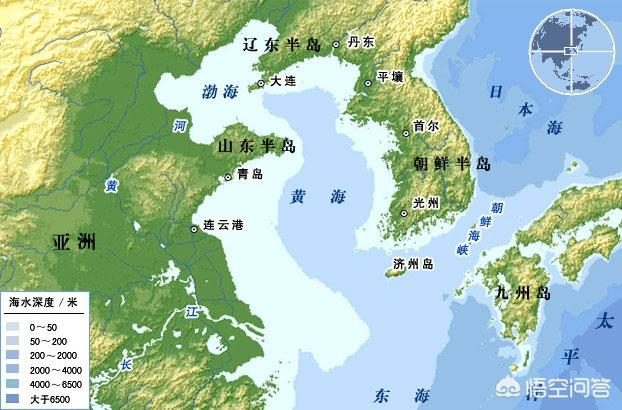 辽东半岛
丹东
渤海
大连
平壤
日本海
河
首尔
山东半岛
朝鲜半岛
青岛
黄
黄海
光州
连云港
朝鲜海峡
亚洲
济州岛
九州岛
海水深度 / 米
0～50
50～200
200～2000
2000～4000
4000～6500
大于6500
江
长
东海
太平洋
悟空问答